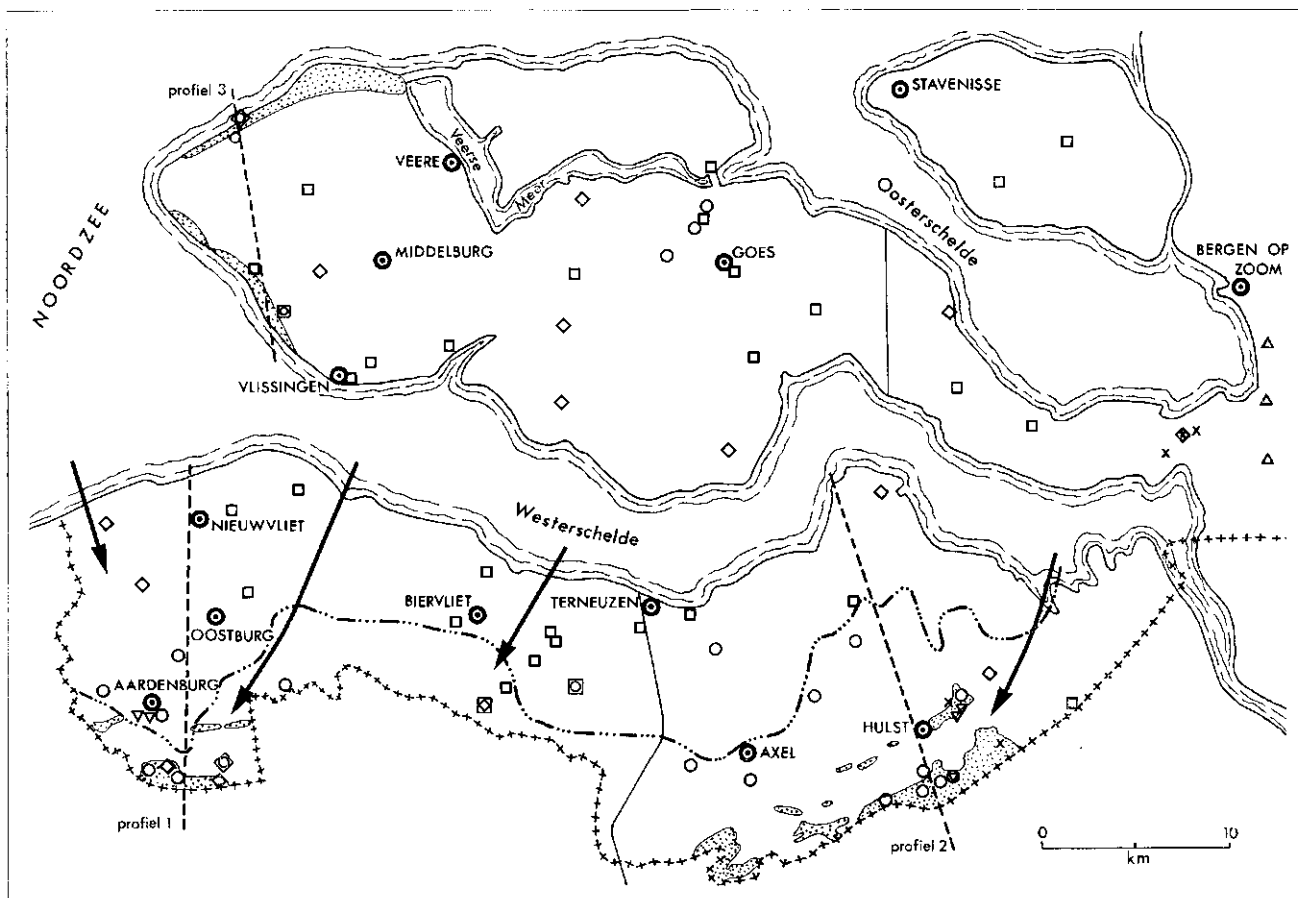 profiel 3
STAVENISSE
VEERE
Veerse
Meer
Oosterschelde
NOORDZEE
MIDDELBURG
GOES
BERGEN OP
ZOOM
VLISSINGEN
NIEUWVLIET
Westerschelde
BIERVLIET
TERNEUZEN
OOSTBURG
AARDENBURG
HULST
AXEL
profiel 1
profiel 2
0 10
km